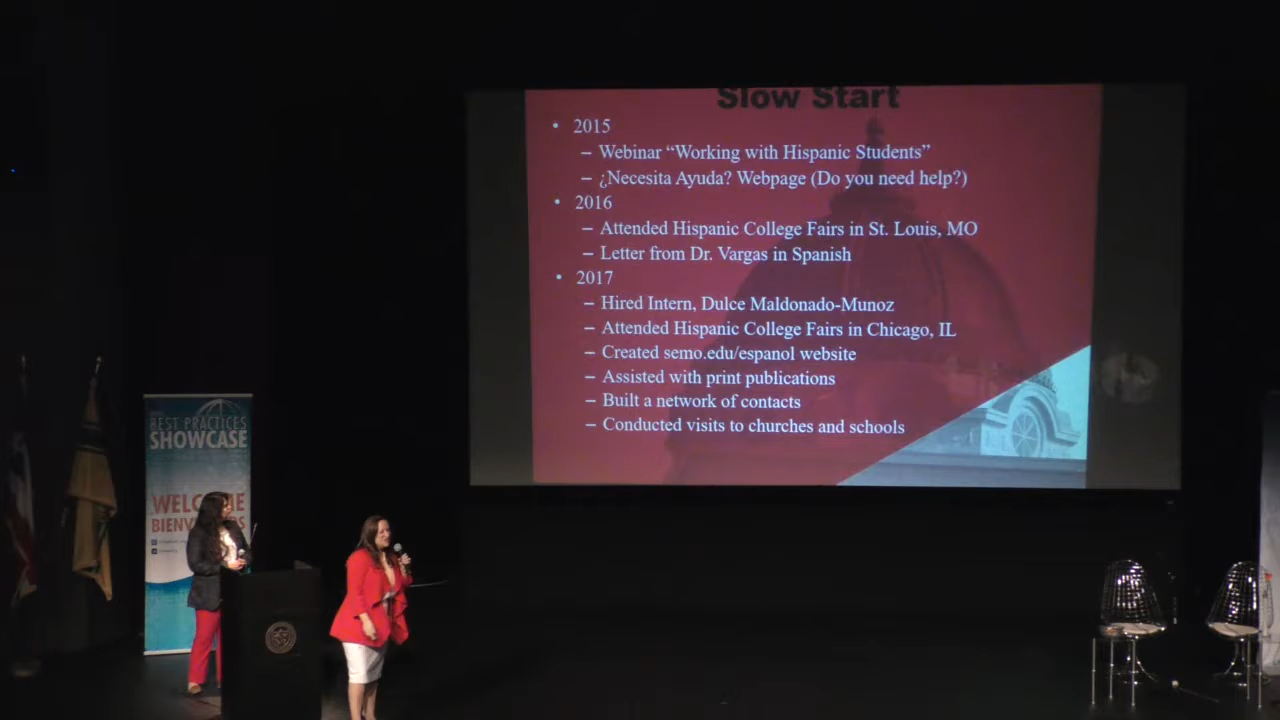 Slow Start
• 2015
– Webinar “Working with Hispanic Students”
– ¿Necesita Ayuda? Webpage (Do you need help?)
• 2016
– Attended Hispanic College Fairs in St. Louis, MO
– Letter from Dr. Vargas in Spanish
• 2017
– Hired Intern, Dulce Maldonado-Munoz
– Attended Hispanic College Fairs in Chicago, IL
– Created semo.edu/espanol website
– Assisted with print publications
– Built a network of contacts
– Conducted visits to churches and schools
BEST PRACTICES
SHOWCASE